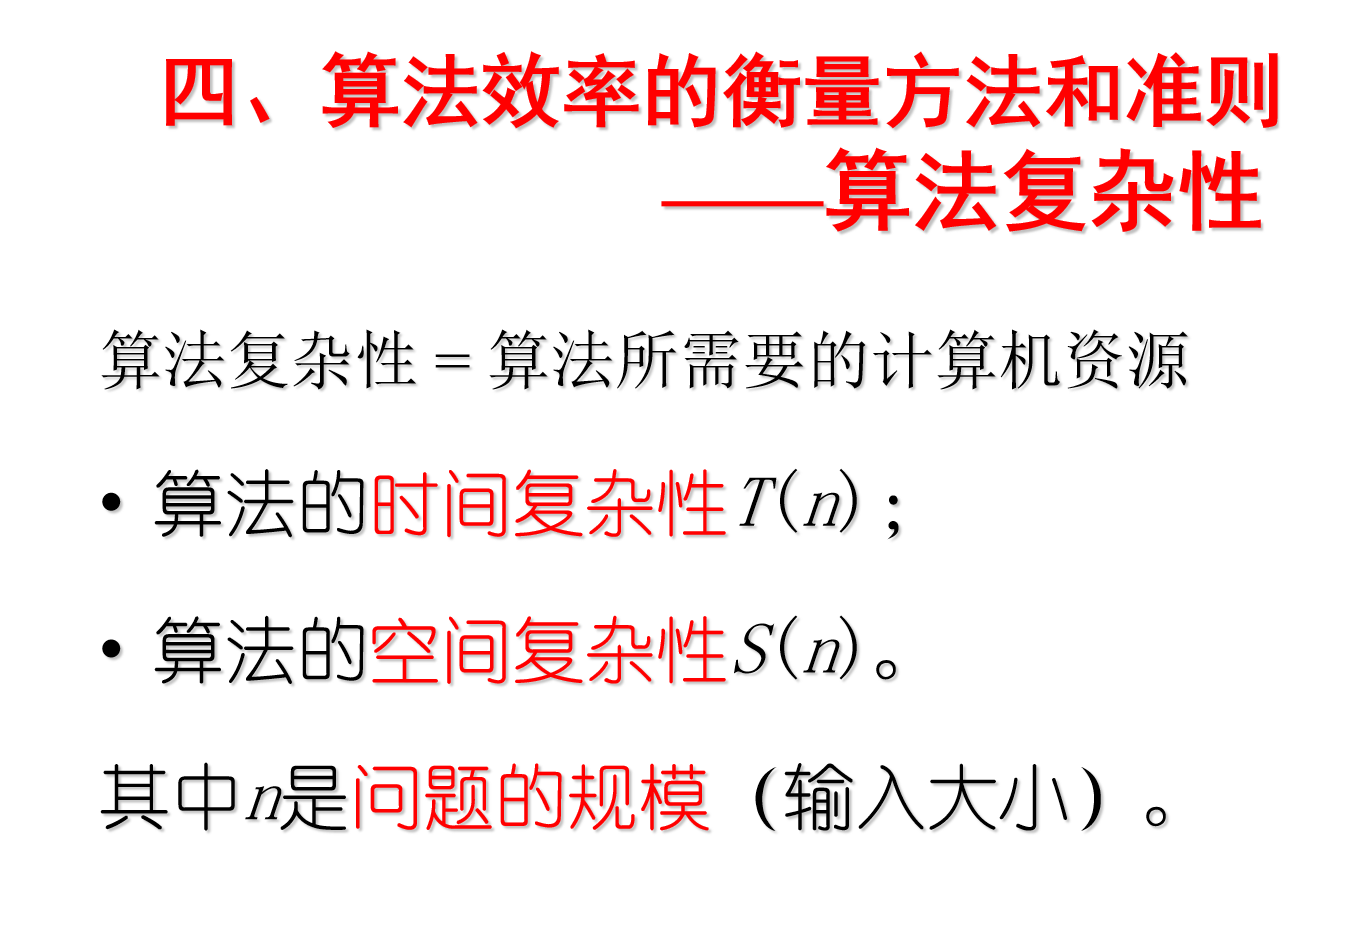 四、算法效率的衡量方法和准则
——算法复杂性
算法复杂性 = 算法所需要的计算机资源
• 算法的时间复杂性T(n)；
• 算法的空间复杂性S(n)。
其中n是问题的规模（输入大小）。